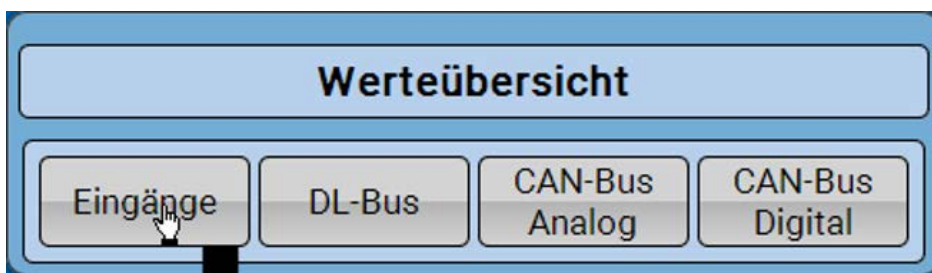 Werteübersicht
Eingänge
DL-Bus
CAN-Bus
Analog
CAN-Bus
Digital